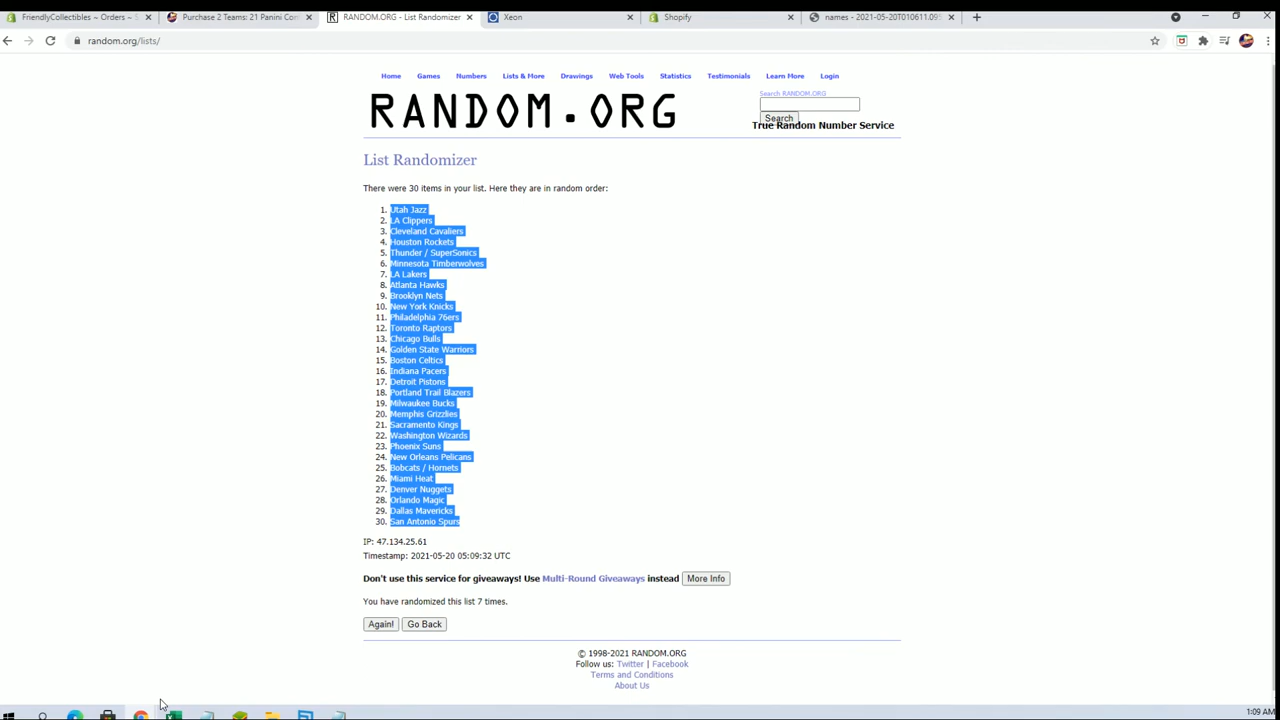 FriendlyCollectibles ~ Orders ~ S
Purchase 2 Teams: 21 Panini Con
RANDOM.ORG - List Randomizer
Xeon
Shopify
names - 2021-05-20T010611.095
random.org/lists/
Home Games Numbers Lists & More Drawings Web Tools Statistics Testimonials Learn More Login
RANDOM.ORG
Search RANDOM.ORG
Search
True Random Number Service
List Randomizer
There were 30 items in your list. Here they are in random order:
1. Utah Jazz
2. LA Clippers
3. Cleveland Cavaliers
4. Houston Rockets
5. Thunder / SuperSonics
6. Minnesota Timberwolves
7. LA Lakers
8. Atlanta Hawks
9. Brooklyn Nets
10. New York Knicks
11. Philadelphia 76ers
12. Toronto Raptors
13. Chicago Bulls
14. Golden State Warriors
15. Boston Celtics
16. Indiana Pacers
17. Detroit Pistons
18. Portland Trail Blazers
19. Milwaukee Bucks
20. Memphis Grizzlies
21. Sacramento Kings
22. Washington Wizards
23. Phoenix Suns
24. New Orleans Pelicans
25. Bobcats / Hornets
26. Miami Heat
27. Denver Nuggets
28. Orlando Magic
29. Dallas Mavericks
30. San Antonio Spurs
IP: 47.134.25.61
Timestamp: 2021-05-20 05:09:32 UTC
Don't use this service for giveaways! Use Multi-Round Giveaways instead More Info
You have randomized this list 7 times.
Again! Go Back
© 1998-2021 RANDOM.ORG
Follow us: Twitter | Facebook
Terms and Conditions
About Us
1:09 AM